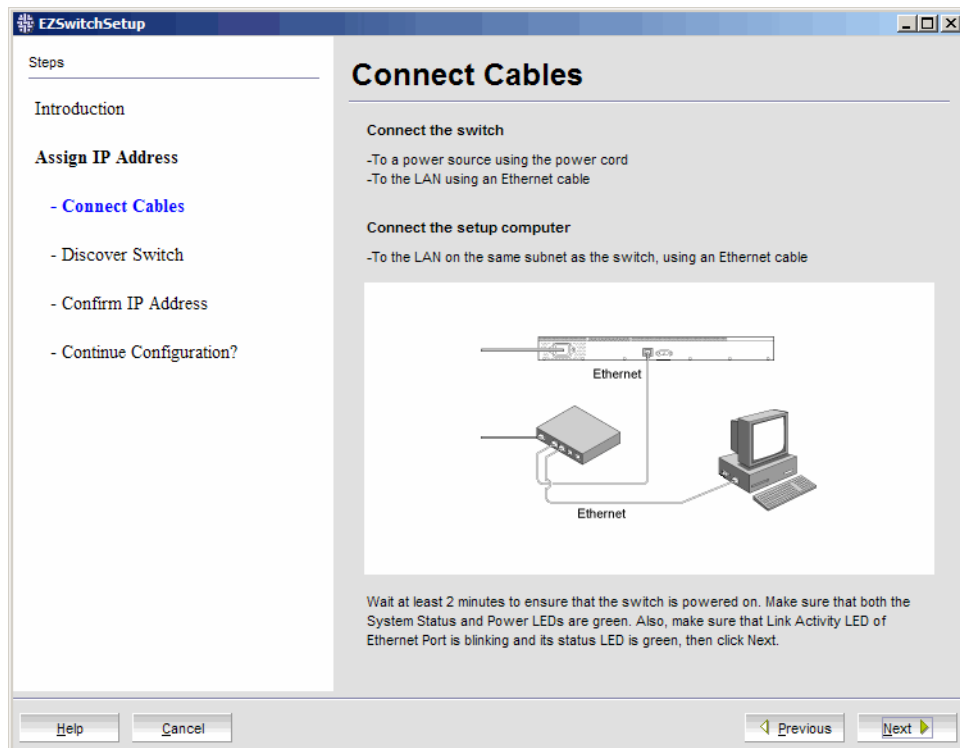 EZSwitchSetup
Steps
Introduction
Assign IP Address
- Connect Cables
- Discover Switch
- Confirm IP Address
- Continue Configuration?
Connect Cables
Connect the switch
-To a power source using the power cord
-To the LAN using an Ethernet cable
Connect the setup computer
-To the LAN on the same subnet as the switch, using an Ethernet cable
Ethernet
Ethernet
Wait at least 2 minutes to ensure that the switch is powered on. Make sure that both the
System Status and Power LEDs are green. Also, make sure that Link Activity LED of
Ethernet Port is blinking and its status LED is green, then click Next.
Help
Cancel
Previous
Next